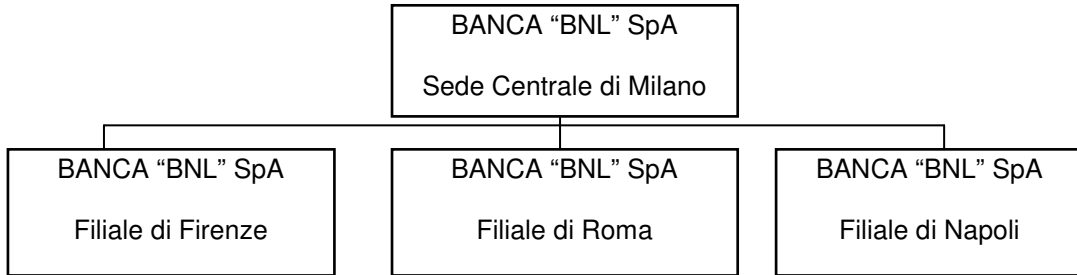 BANCA “BNL” SpA
Sede Centrale di Milano
BANCA “BNL” SpA
Filiale di Firenze
BANCA “BNL” SpA
Filiale di Roma
BANCA “BNL” SpA
Filiale di Napoli